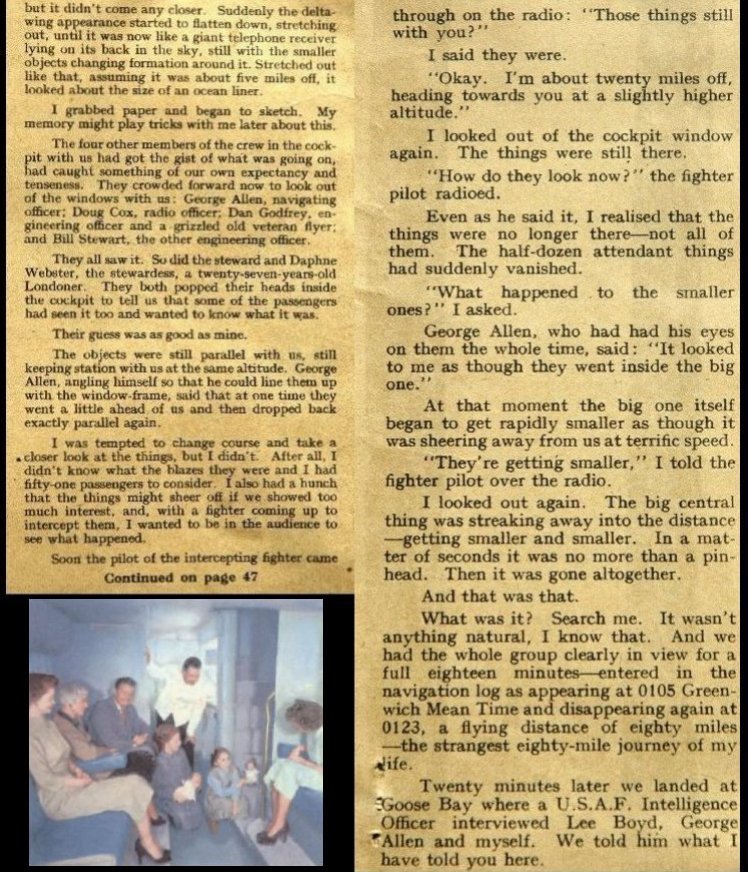 but it didn't come any closer. Suddenly the delta-
wing appearance started to flatten down, stretching
out, until it was now like a giant telephone receiver
lying on its back in the sky, still with the smaller
objects changing formation around it. Stretched out
like that, assuming it was about five miles off, it
looked about the size of an ocean liner.
I grabbed paper and began to sketch. My
memory might play tricks with me later about this.
The four other members of the crew in the cock-
pit with us had got the gist of what was going on,
had caught something of our own expectancy and
tenseness. They crowded forward now to look out
of the windows with us: George Allen, navigating
officer; Doug Cox, radio officer; Dan Godfrey, en-
gineering officer and a grizzled old veteran flyer;
and Bill Stewart, the other engineering officer.
They all saw it. So did the steward and Daphne
Webster, the stewardess, a twenty-seven-years-old
Londoner. They both popped their heads inside
the cockpit to tell us that some of the passengers
had seen it too and wanted to know what it was.
Their guess was as good as mine.
The objects were still parallel with us, still
keeping station with us at the same altitude. George
Allen, angling himself so that he could line them up
with the window-frame, said that at one time they
went a little ahead of us and then dropped back
exactly parallel again.
I was tempted to change course and take a
closer look at the things, but I didn't. After all, I
didn't know what the blazes they were and I had
fifty-one passengers to consider. I also had a hunch
that the things might sheer off if we showed too
much interest, and, with a fighter coming up to
intercept them, I wanted to be in the audience to
see what happened.
Soon the pilot of the intercepting fighter came
Continued on page 47
through on the radio: "Those things still
with you?"
I said they were.
"Okay. I'm about twenty miles off,
heading towards you at a slightly higher
altitude."
I looked out of the cockpit window
again. The things were still there.
"How do they look now?" the fighter
pilot radioed.
Even as he said it, I realised that the
things were no longer there—not all of
them. The half-dozen attendant things
had suddenly vanished.
"What happened to the smaller
ones?" I asked.
George Allen, who had had his eyes
on them the whole time, said: "It looked
to me as though they went inside the big
one."
At that moment the big one itself
began to get rapidly smaller as though it
was sheering away from us at terrific speed.
"They're getting smaller," I told the
fighter pilot over the radio.
I looked out again. The big central
thing was streaking away into the distance
—getting smaller and smaller. In a mat-
ter of seconds it was no more than a pin-
head. Then it was gone altogether.
And that was that.
What was it? Search me. It wasn't
anything natural, I know that. And we
had the whole group clearly in view for a
full eighteen minutes—entered in the
navigation log as appearing at 0105 Green-
wich Mean Time and disappearing again at
0123, a flying distance of eighty miles
—the strangest eighty-mile journey of my
life.
Twenty minutes later we landed at
Goose Bay where a U.S.A.F. Intelligence
Officer interviewed Lee Boyd, George
Allen and myself. We told him what I
have told you here.